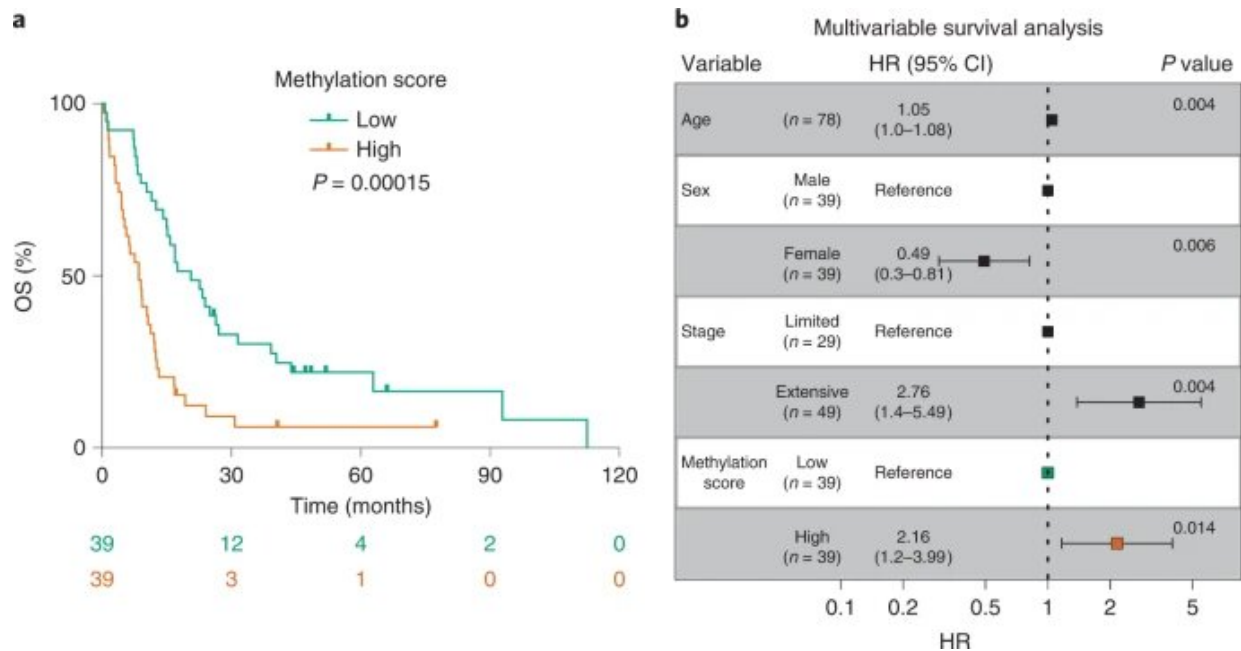 a
Methylation score
Low
High
P = 0.00015
100
50
0
OS (%)
0 30 60 90 120
Time (months)
39 12 4 2 0
39 3 1 0 0
b
Multivariable survival analysis
Variable HR (95% CI) P value
Age (n = 78) 1.05 0.004
(1.0–1.08)
Sex Male Reference
(n = 39)
Female 0.49 0.006
(n = 39) (0.3–0.81)
Stage Limited Reference
(n = 29)
Extensive 2.76 0.004
(n = 49) (1.4–5.49)
Methylation Low Reference
score (n = 39)
High 2.16 0.014
(n = 39) (1.2–3.99)
0.1 0.2 0.5 1 2 5
HR